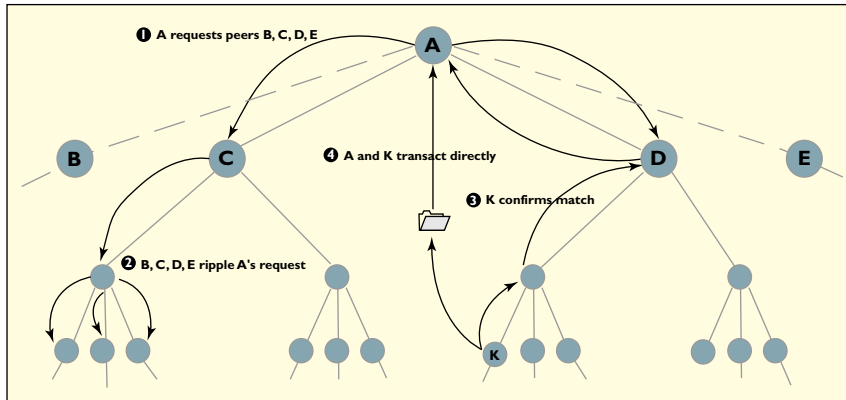 ❶ A requests peers B, C, D, E
A
B
C
❹ A and K transact directly
D
E
❸ K confirms match
❷ B, C, D, E ripple A's request
K